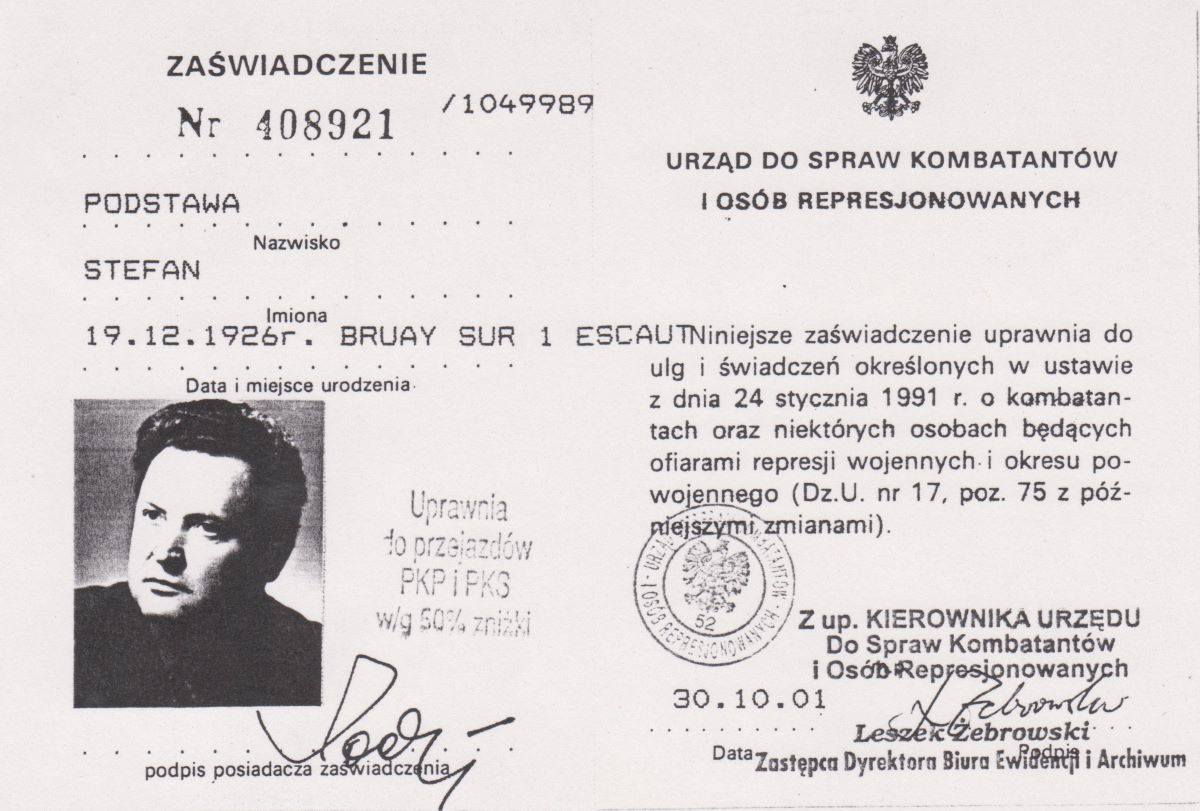 ZAŚWIADCZENIE
Nr 408921 /1049989
PODSTAWA
Nazwisko
STEFAN
Imiona
19.12.1926r. BRUAY SUR 1 ESCAUT
Data i miejsce urodzenia
Uprawnia
do przejazdów
PKP i PKS
w/g 50% zniżki
podpis posiadacza zaświadczenia
URZĄD DO SPRAW KOMBATANTÓW
I OSÓB REPRESJONOWANYCH
Niniejsze zaświadczenie uprawnia do
ulg i świadczeń określonych w ustawie
z dnia 24 stycznia 1991 r. o kombatan-
tach oraz niektórych osobach będących
ofiarami represji wojennych i okresu po-
wojennego (Dz.U. nr 17, poz. 75 z póź-
niejszymi zmianami).
URZĄD KOMBATANTÓW · I OSÓB REPRESJONOWANYCH
52
Z up. KIEROWNIKA URZĘDU
Do Spraw Kombatantów
i Osób Represjonowanych
30.10.01
Leszek Żebrowski
Data
Podpis
Zastępca Dyrektora Biura Ewidencji i Archiwum